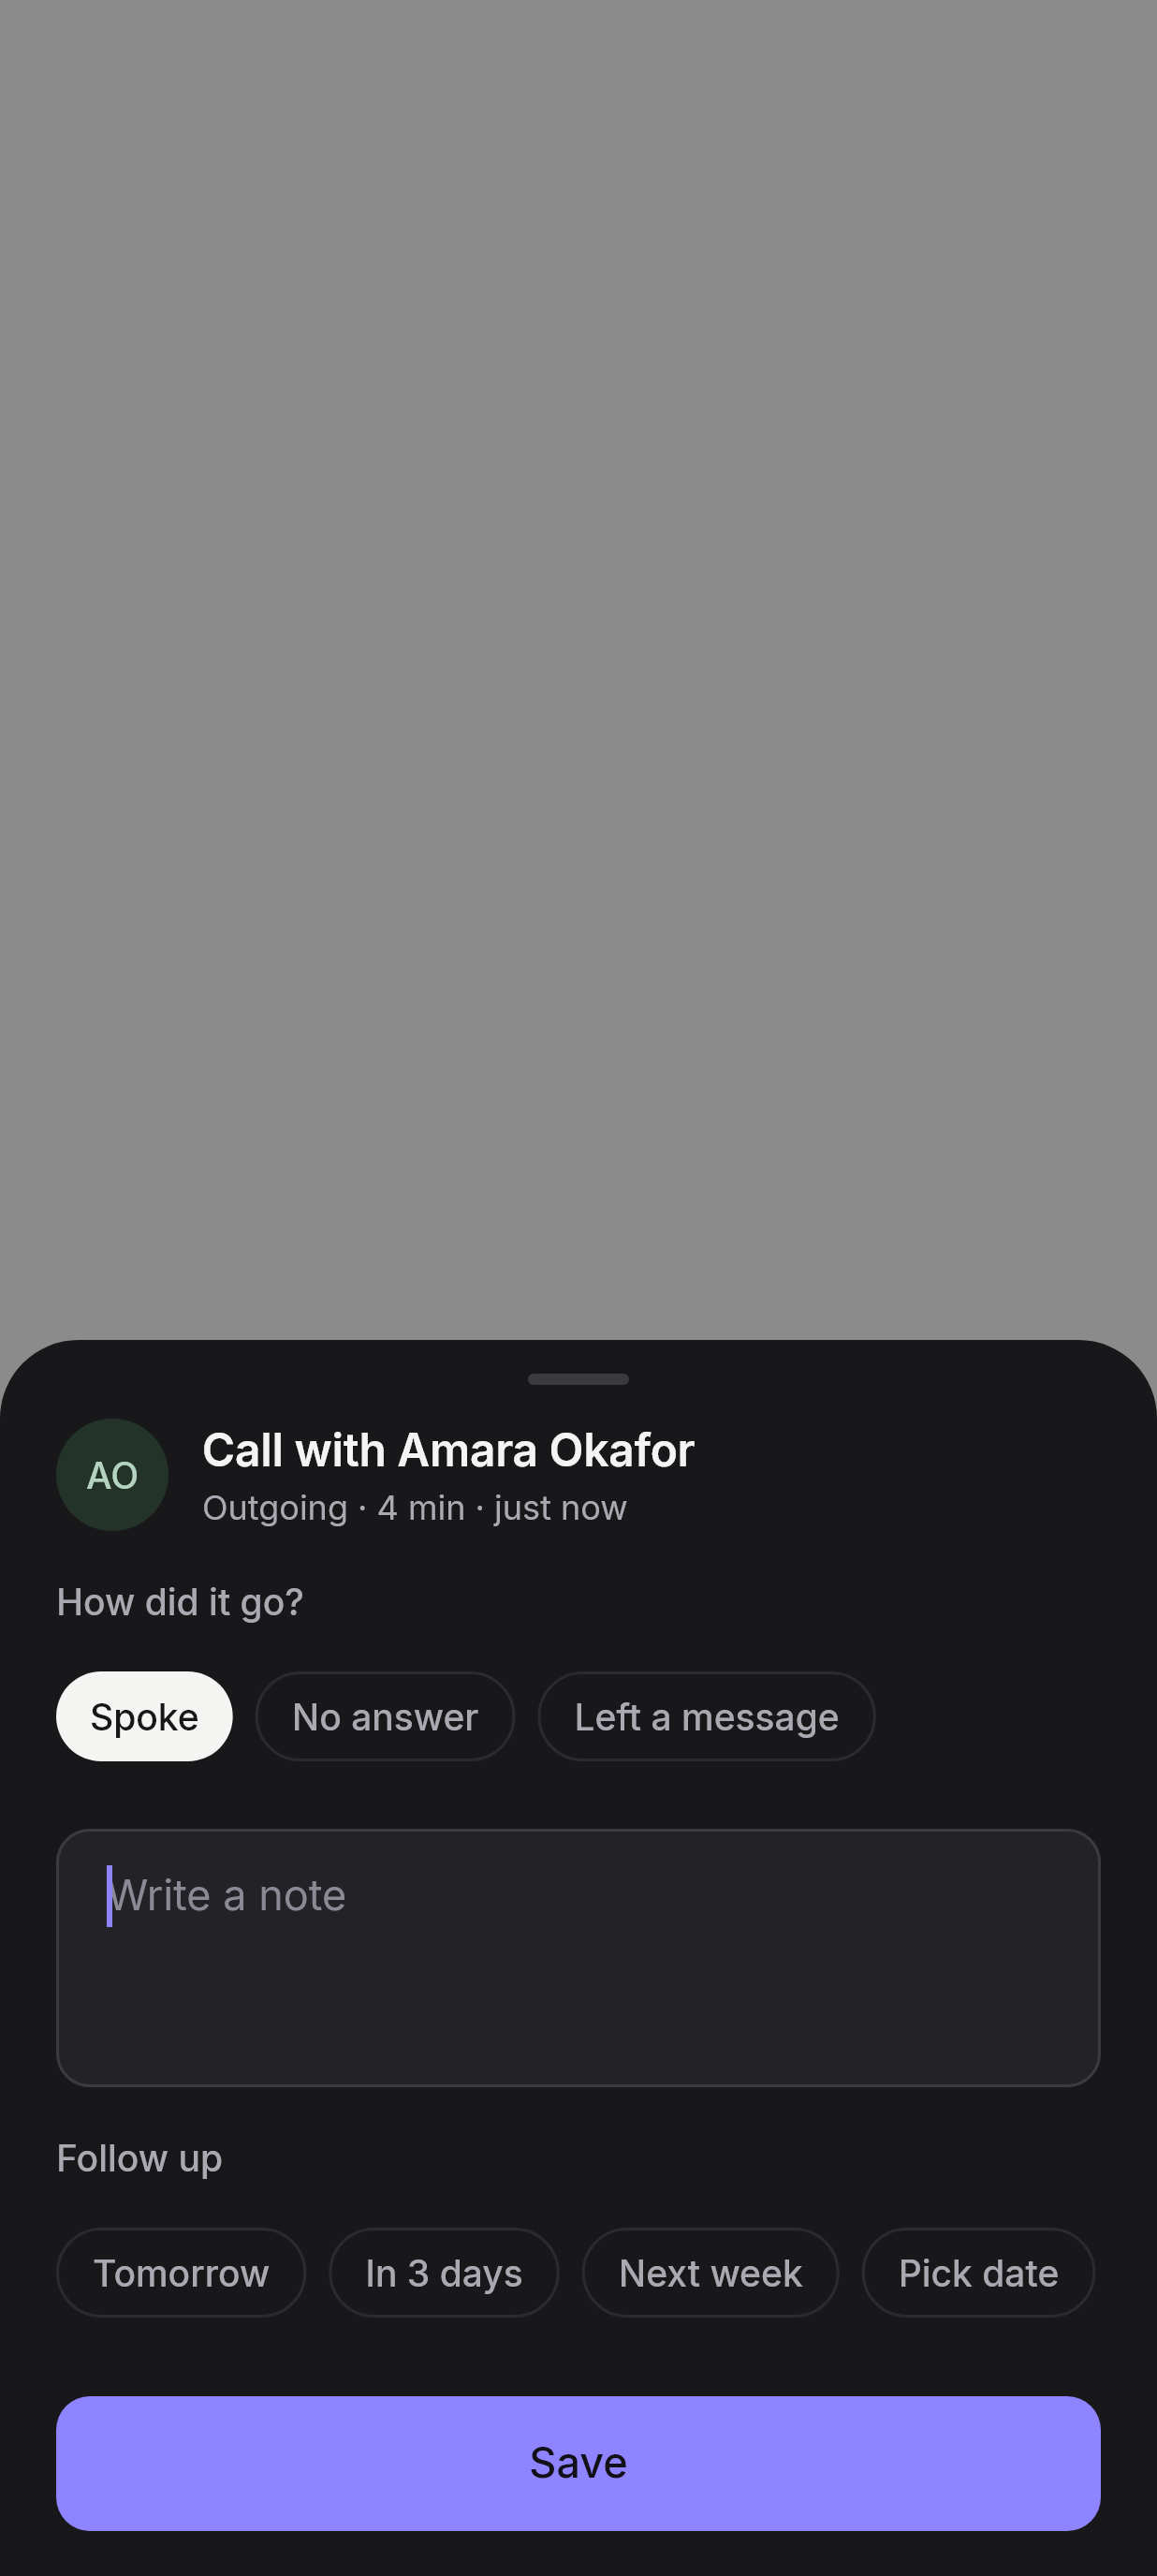 AO
Call with Amara Okafor
Outgoing · 4 min · just now
How did it go?
Spoke
No answer
Left a message
Write a note
Follow up
Tomorrow
In 3 days
Next week
Pick date
Save